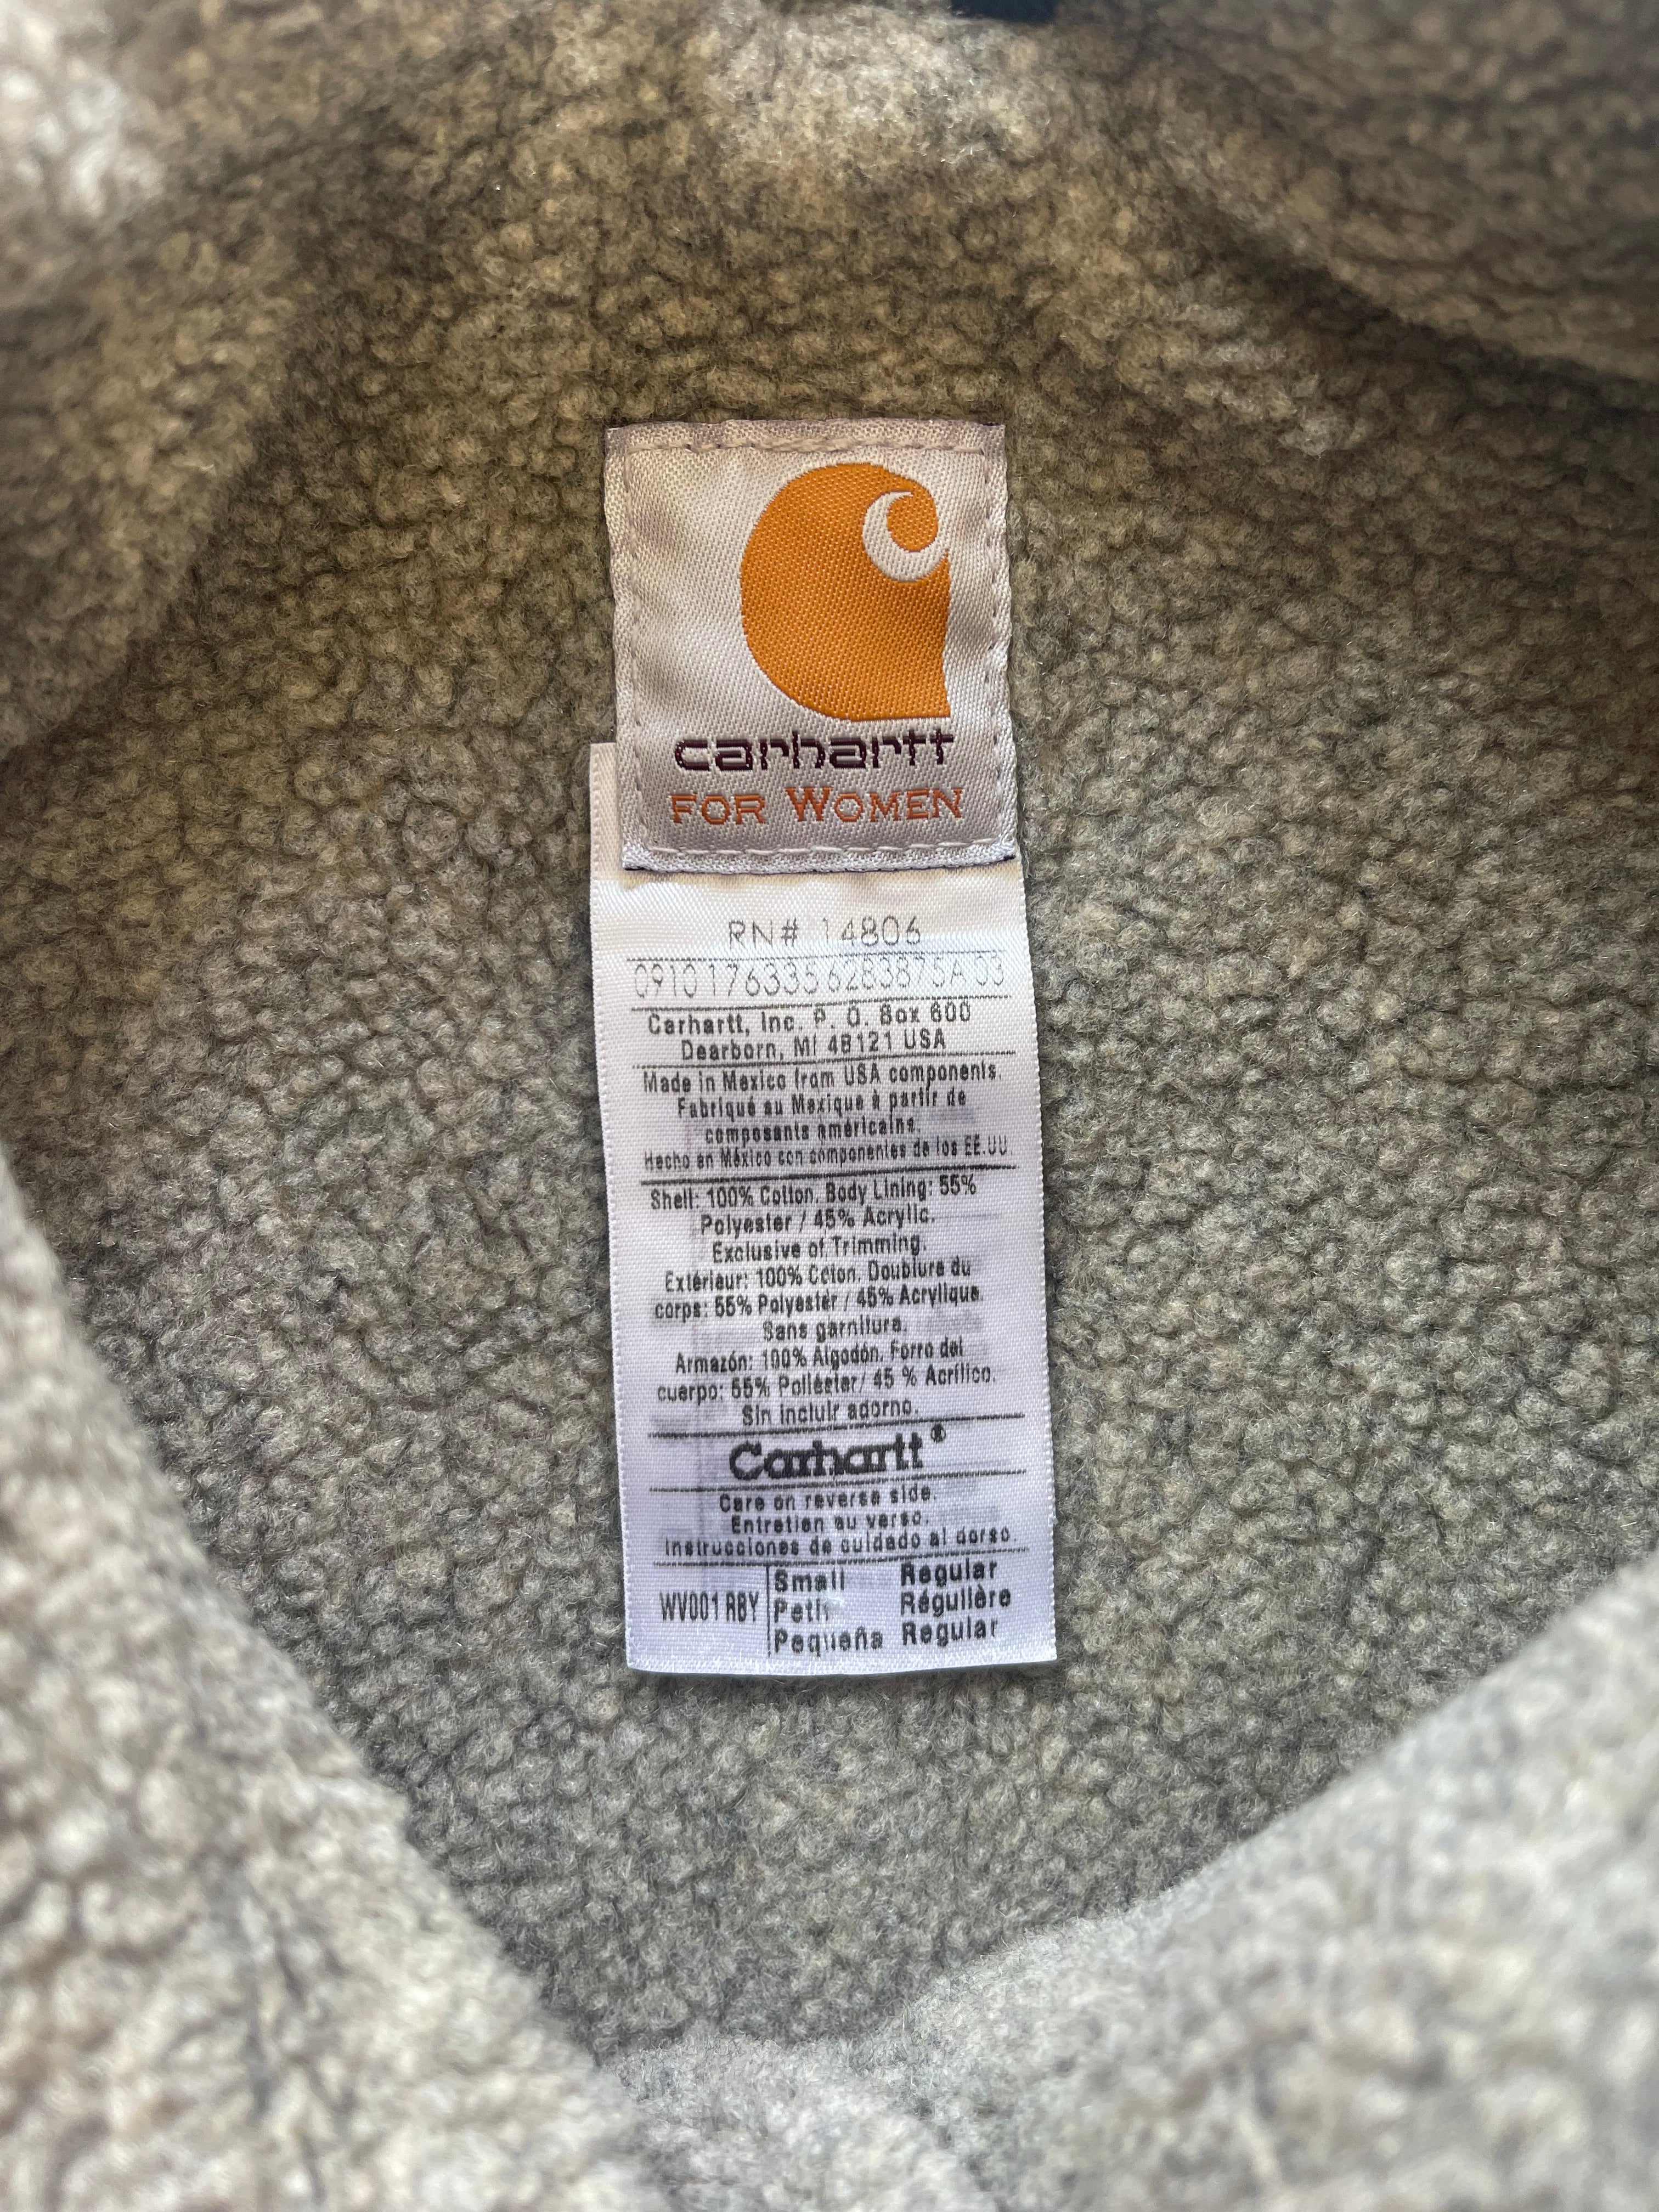 carhartt
FOR WOMEN
RN# 14806
0910 176335 6283875A 03
Carhartt, Inc. P. O. Box 600
Dearborn, MI 48121 USA
Made in Mexico from USA components.
Fabriqué au Mexique à partir de
composants américains.
Hecho en México con componentes de los EE.UU.
Shell: 100% Cotton. Body Lining: 55%
Polyester / 45% Acrylic.
Exclusive of Trimming.
Extérieur: 100% Coton. Doublure du
corps: 55% Polyester / 45% Acrylique.
Sans garniture.
Armazón: 100% Algodón. Forro del
cuerpo: 55% Poliéster/ 45 % Acrílico.
Sin incluir adorno.
Carhartt®
Care on reverse side.
Entretien au verso.
Instrucciones de cuidado al dorso.
WV001 RBY
Small Regular
Petit Régulière
Pequeña Regular